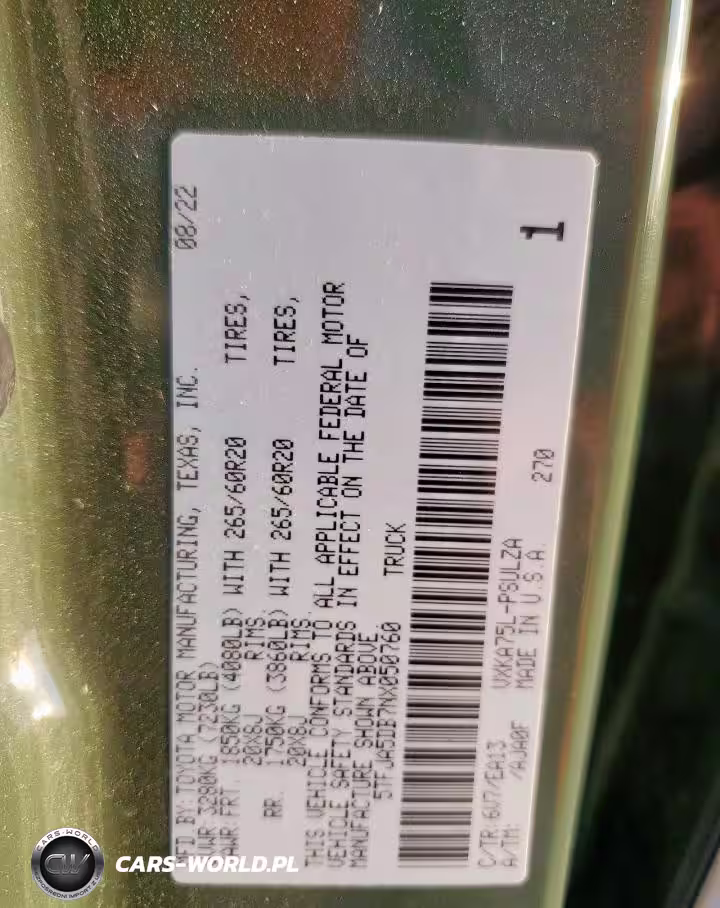 MFD.BY:TOYOTA MOTOR MANUFACTURING, TEXAS, INC. 08/22
GVWR: 3280KG (7230LB)
GAWR:FRT. 1850KG (4080LB) WITH 265/60R20 TIRES,
20X8J RIMS.
RR. 1750KG (3860LB) WITH 265/60R20 TIRES,
20X8J RIMS.
THIS VEHICLE CONFORMS TO ALL APPLICABLE FEDERAL MOTOR
VEHICLE SAFETY STANDARDS IN EFFECT ON THE DATE OF
MANUFACTURE SHOWN ABOVE.
5TFJA5DB7NX050760 TRUCK
1
C/TR:6V7/EA13 VXKA75L-PSULZA
A/TM: /AJA0F MADE IN U.S.A. 270
CW
CARS-WORLD.PL